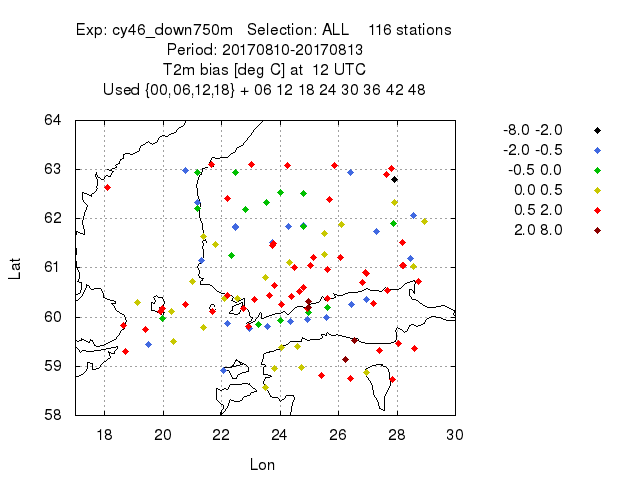 Exp: cy46_down750m   Selection: ALL    116 stations
Period: 20170810-20170813
T2m bias [deg C] at  12 UTC
Used {00,06,12,18} + 06 12 18 24 30 36 42 48
64
63
62
61
60
59
58
Lat
18 20 22 24 26 28 30
Lon
-8.0 -2.0
-2.0 -0.5
-0.5 0.0
0.0 0.5
0.5 2.0
2.0 8.0